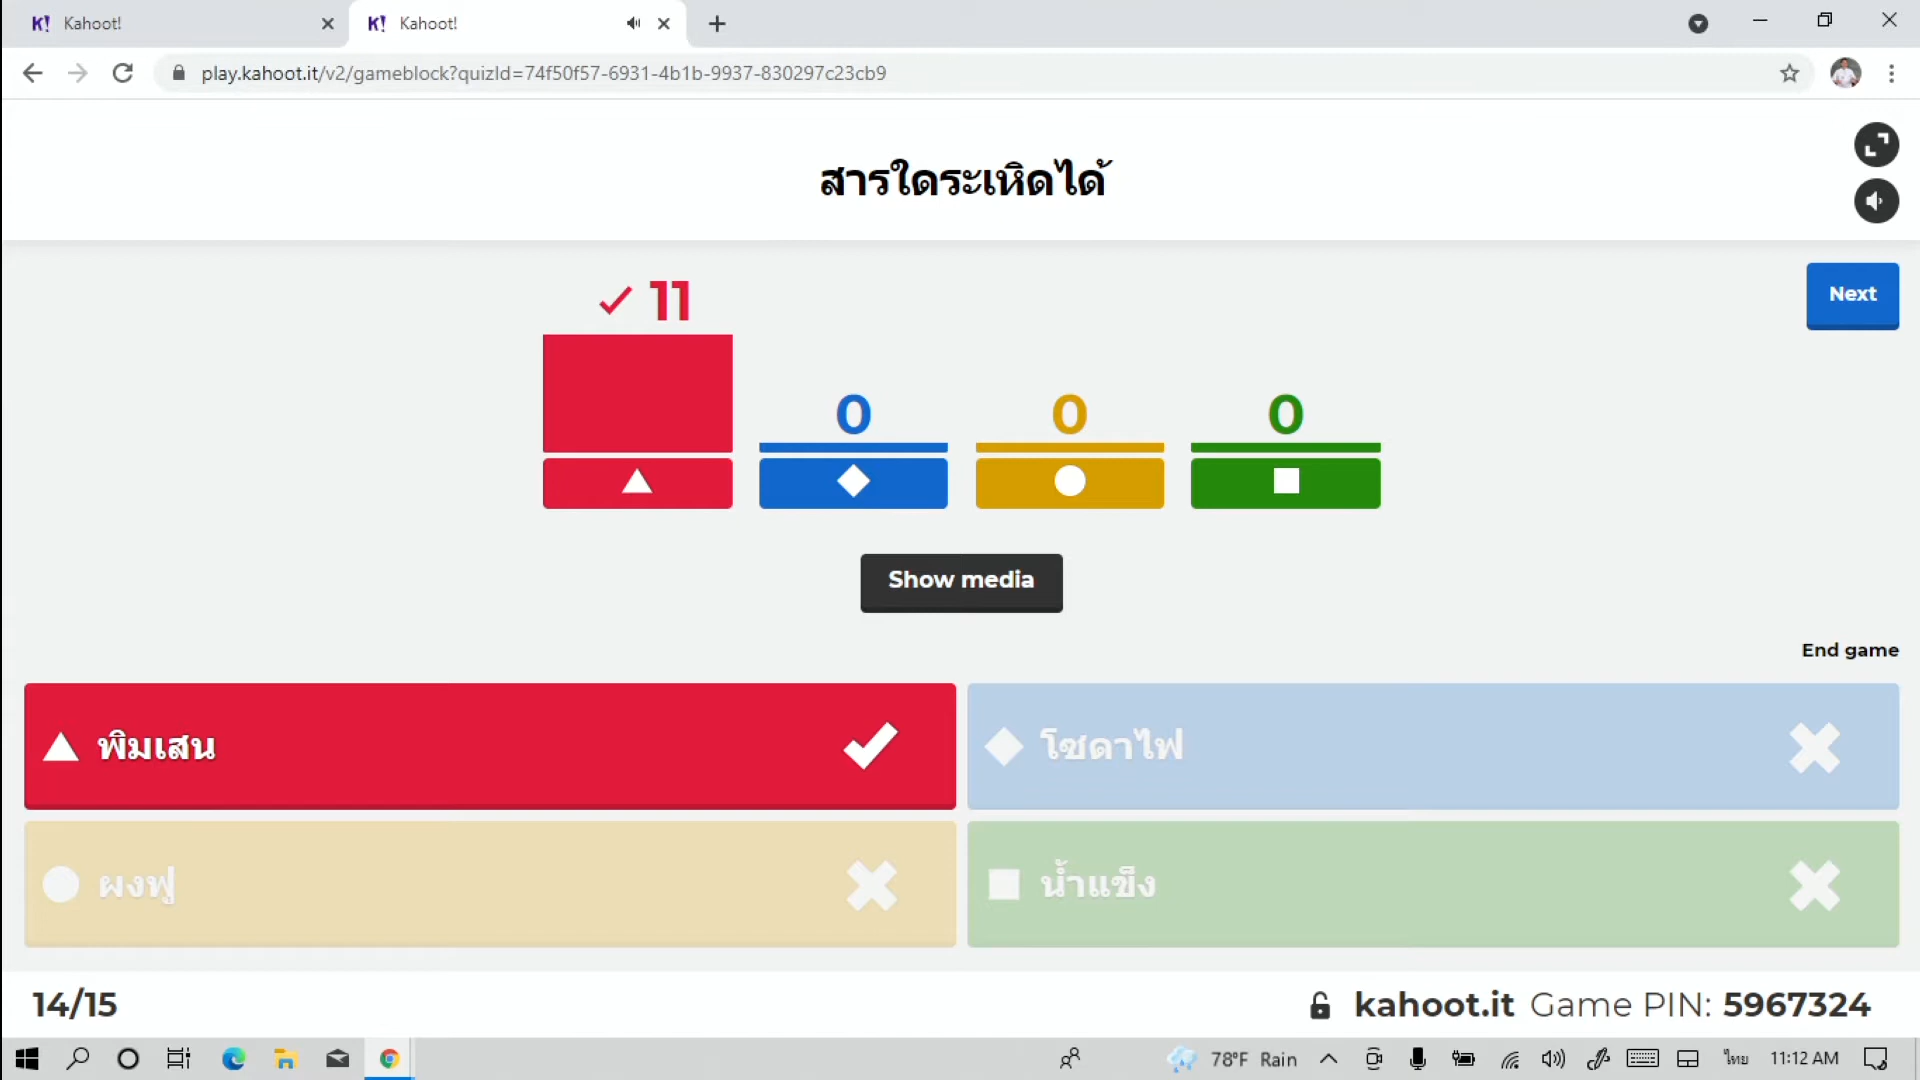 K! Kahoot!
K! Kahoot!
play.kahoot.it/v2/gameblock?quizId=74f50f57-6931-4b1b-9937-830297c23cb9
สารใดระเหิดได้
Next
11
0
0
0
Show media
End game
พิมเสน
โซดาไฟ
ผงฟู
น้ำแข็ง
14/15
kahoot.it Game PIN: 5967324
78°F Rain
ไทย
11:12 AM